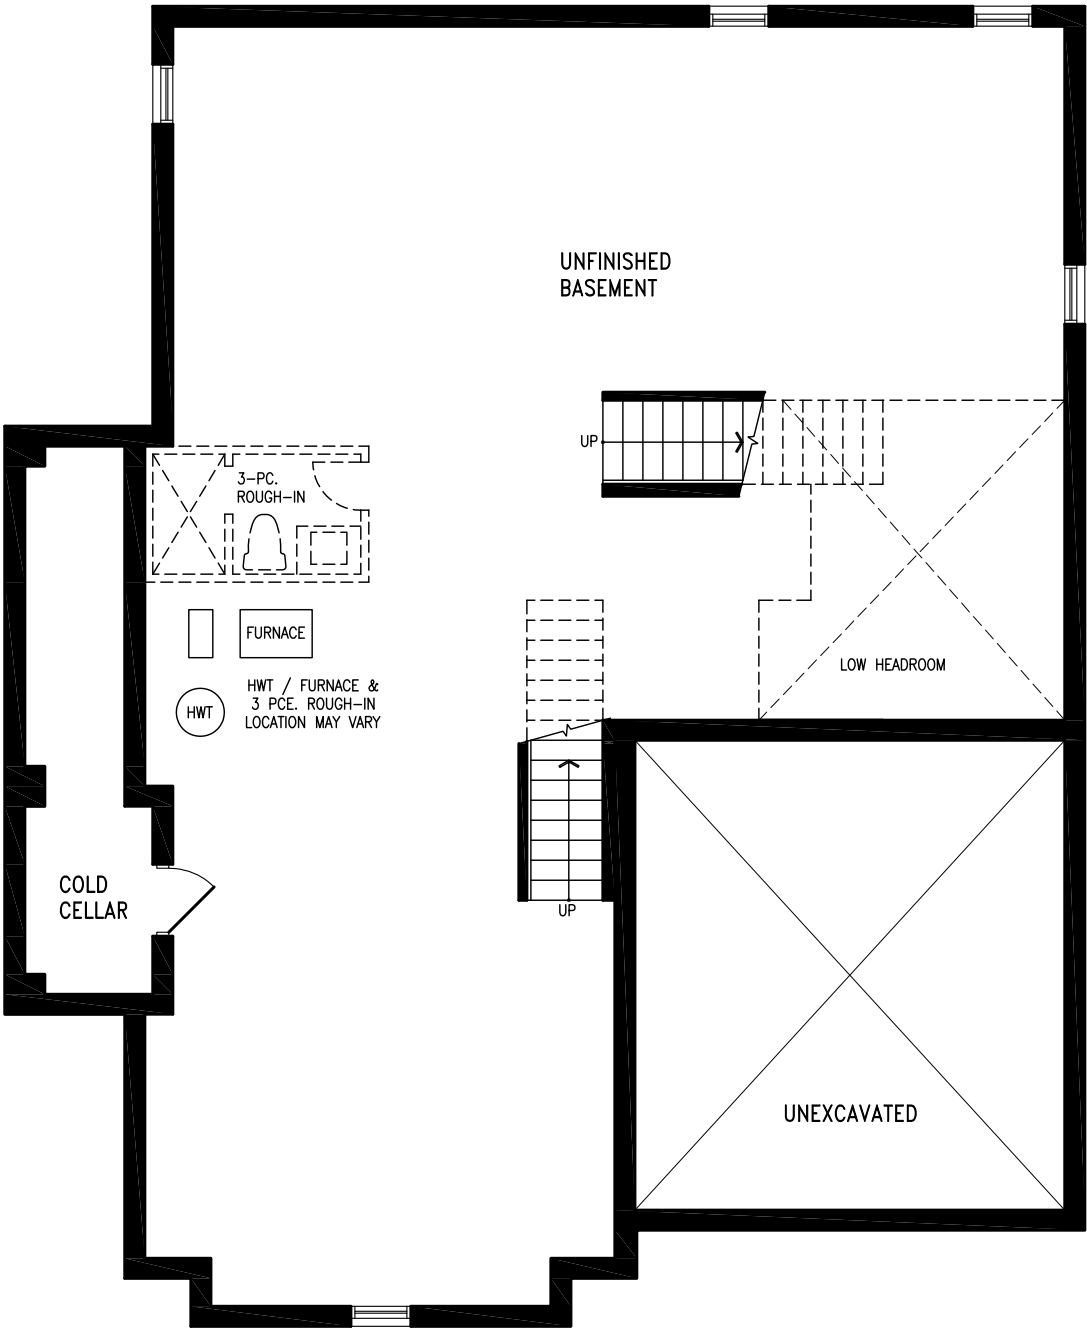 UNFINISHED
BASEMENT
UP
3-PC.
ROUGH-IN
FURNACE
LOW HEADROOM
HWT / FURNACE &
3 PCE. ROUGH-IN
LOCATION MAY VARY
HWT
COLD
CELLAR
UP
UNEXCAVATED